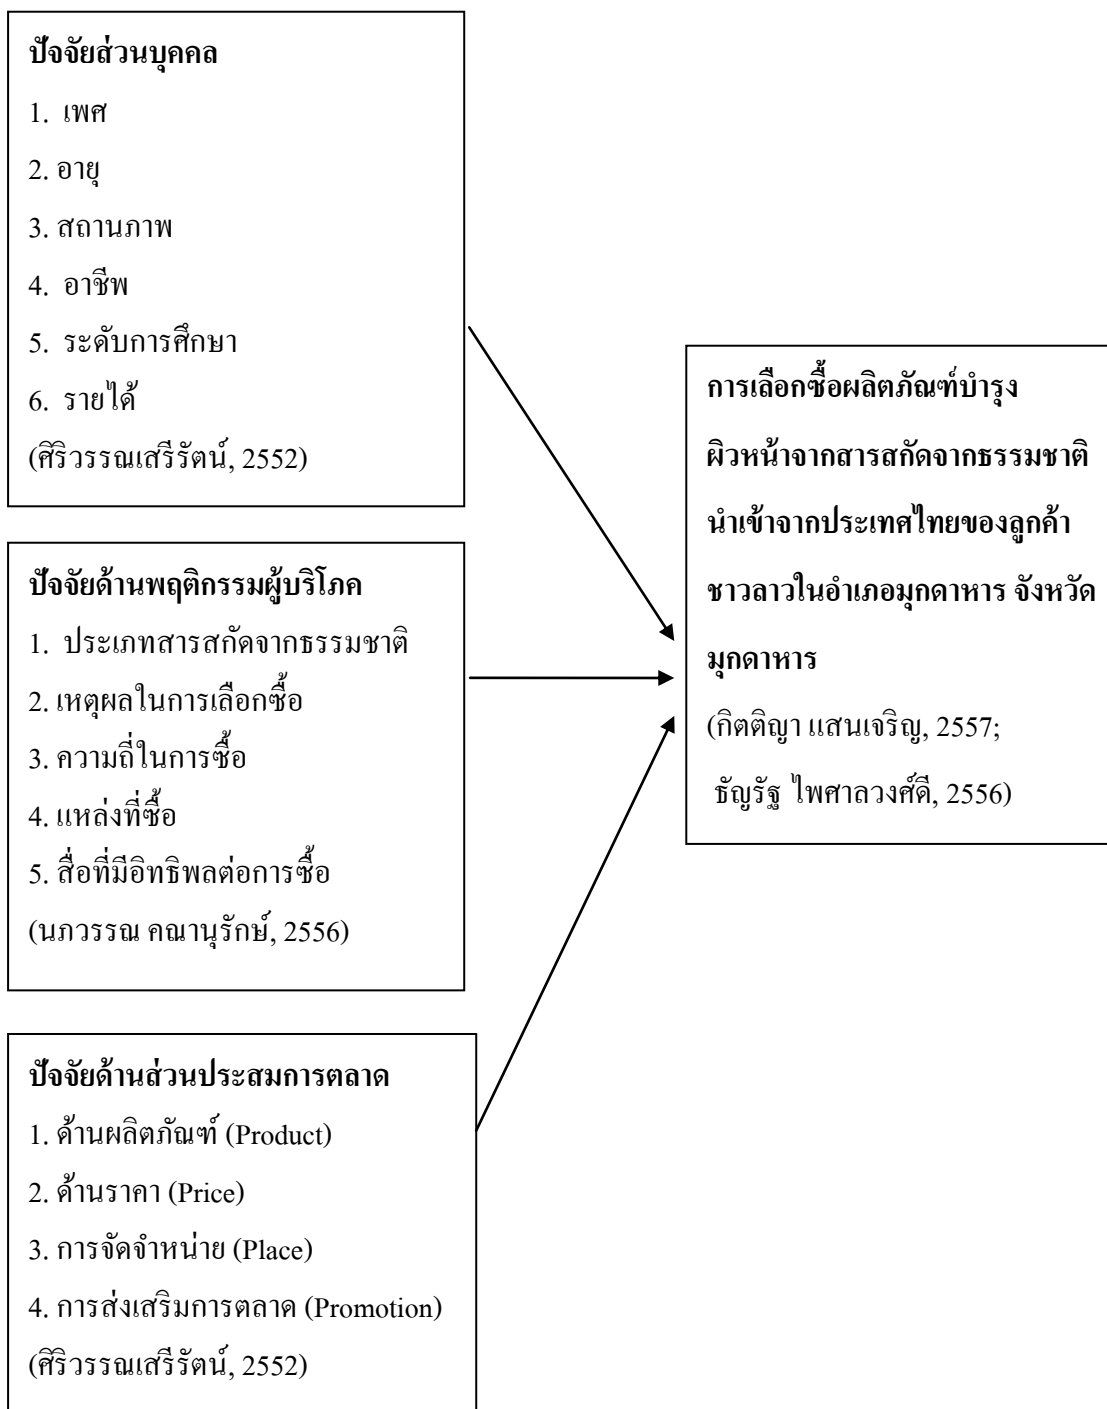 ปัจจัยส่วนบุคคล
1. เพศ
2. อายุ
3. สถานภาพ
4. อาชีพ
5. ระดับการศึกษา
6. รายได้
(ศิริวรรณเสรีรัตน์, 2552)
ปัจจัยด้านพฤติกรรมผู้บริโภค
1. ประเภทสารสกัดจากธรรมชาติ
2. เหตุผลในการเลือกซื้อ
3. ความถี่ในการซื้อ
4. แหล่งที่ซื้อ
5. สื่อที่มีอิทธิพลต่อการซื้อ
(นภวรรณ คณานุรักษ์, 2556)
ปัจจัยด้านส่วนประสมการตลาด
1. ด้านผลิตภัณฑ์ (Product)
2. ด้านราคา (Price)
3. การจัดจำหน่าย (Place)
4. การส่งเสริมการตลาด (Promotion)
(ศิริวรรณเสรีรัตน์, 2552)
การเลือกซื้อผลิตภัณฑ์บำรุง
ผิวหน้าจากสารสกัดจากธรรมชาติ
นำเข้าจากประเทศไทยของลูกค้า
ชาวลาวในอำเภอมุกดาหาร จังหวัด
มุกดาหาร
(กิตติญา แสนเจริญ, 2557;
ธัญรัฐ ไพศาลวงศ์ดี, 2556)